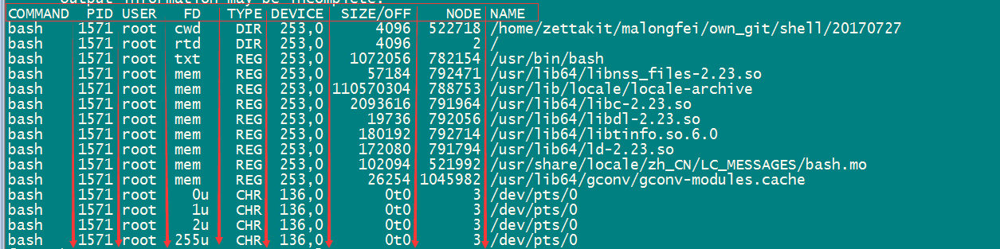 Output information may be incomplete.
COMMAND PID USER FD TYPE DEVICE SIZE/OFF NODE NAME
bash 1571 root cwd DIR 253,0 4096 522718 /home/zettakit/malongfei/own_git/shell/20170727
bash 1571 root rtd DIR 253,0 4096 2 /
bash 1571 root txt REG 253,0 1072056 782154 /usr/bin/bash
bash 1571 root mem REG 253,0 57184 792471 /usr/lib64/libnss_files-2.23.so
bash 1571 root mem REG 253,0 110570304 788753 /usr/lib/locale/locale-archive
bash 1571 root mem REG 253,0 2093616 791964 /usr/lib64/libc-2.23.so
bash 1571 root mem REG 253,0 19736 792056 /usr/lib64/libdl-2.23.so
bash 1571 root mem REG 253,0 180192 792714 /usr/lib64/libtinfo.so.6.0
bash 1571 root mem REG 253,0 172080 791794 /usr/lib64/ld-2.23.so
bash 1571 root mem REG 253,0 102094 521992 /usr/share/locale/zh_CN/LC_MESSAGES/bash.mo
bash 1571 root mem REG 253,0 26254 1045982 /usr/lib64/gconv/gconv-modules.cache
bash 1571 root 0u CHR 136,0 0t0 3 /dev/pts/0
bash 1571 root 1u CHR 136,0 0t0 3 /dev/pts/0
bash 1571 root 2u CHR 136,0 0t0 3 /dev/pts/0
bash 1571 root 255u CHR 136,0 0t0 3 /dev/pts/0